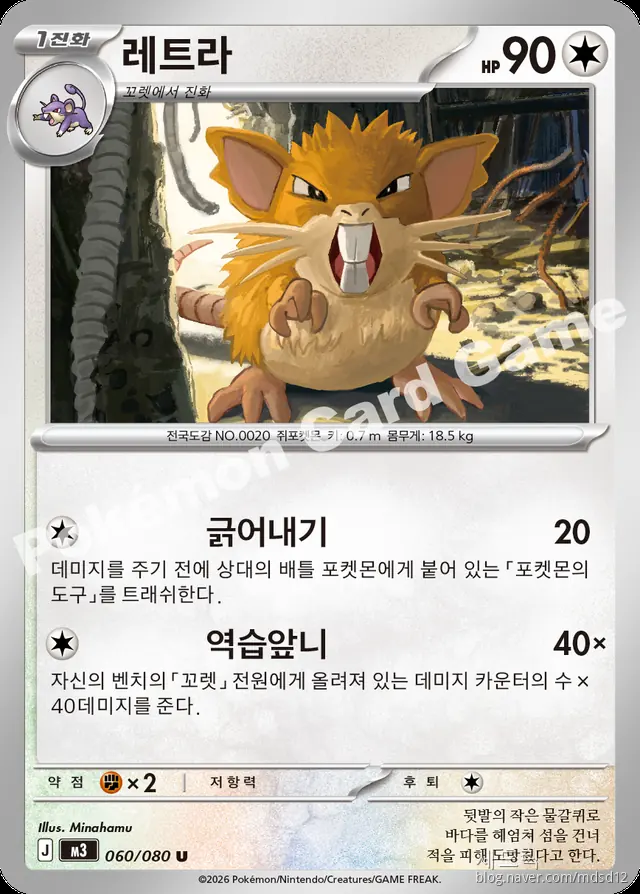 1진화
레트라
HP 90
꼬렛에서 진화
전국도감 NO.0020 쥐포켓몬 키: 0.7 m 몸무게: 18.5 kg
Pokémon Card Game
긁어내기 20
데미지를 주기 전에 상대의 배틀 포켓몬에게 붙어 있는 「포켓몬의
도구」를 트래쉬한다.
역습앞니 40×
자신의 벤치의 「꼬렛」 전원에게 올려져 있는 데미지 카운터의 수 ×
40데미지를 준다.
약점 ×2 저항력 후퇴
Illus. Minahamu
J m3 060/080 U
뒷발의 작은 물갈퀴로
바다를 헤엄쳐 섬을 건너
적을 피해 도망쳤다고 한다.
©2026 Pokémon/Nintendo/Creatures/GAME FREAK.
blog.naver.com/mdsd12